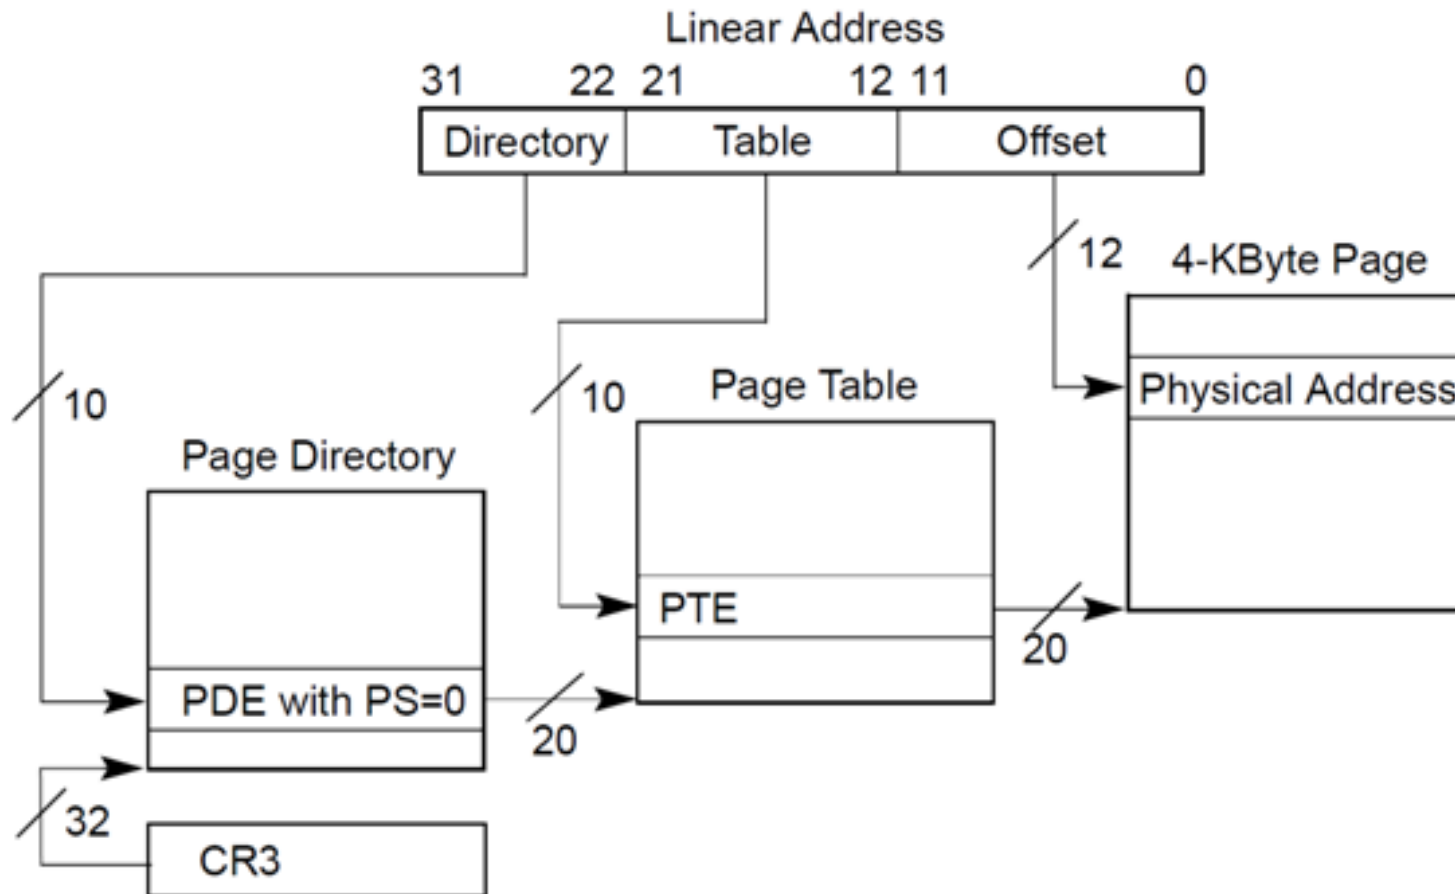 Linear Address
31 22 21 12 11 0
Directory Table Offset
12
4-KByte Page
10
10
Page Table
Physical Address
Page Directory
PTE
PDE with PS=0
20
20
32
CR3